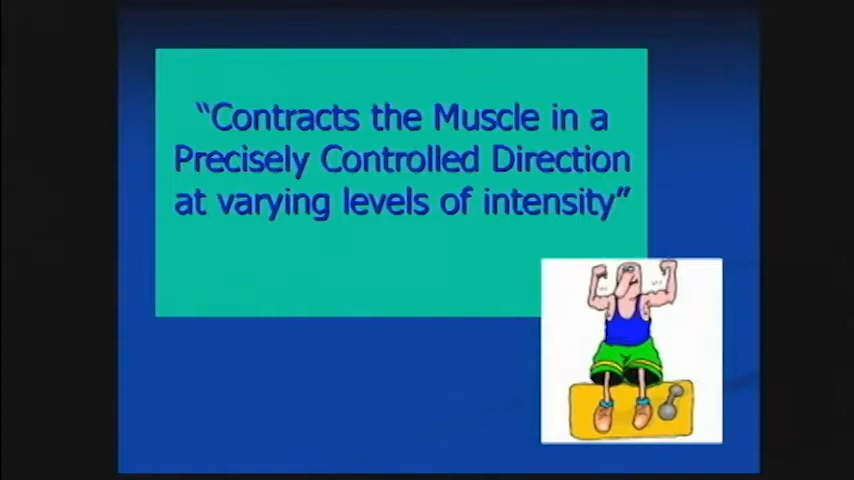 “Contracts the Muscle in a
Precisely Controlled Direction
at varying levels of intensity”